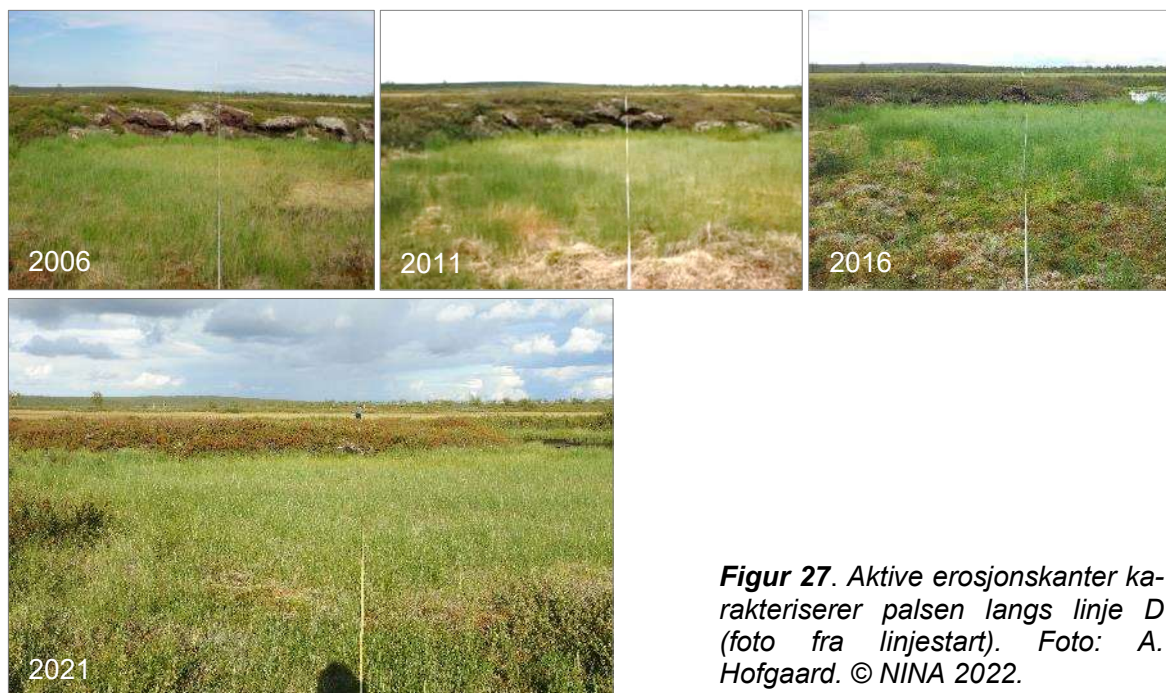 2006
2011
2016
2021
Figur 27. Aktive erosjonskanter ka-
rakteriserer palsen langs linje D
(foto fra linjestart). Foto: A.
Hofgaard. © NINA 2022.